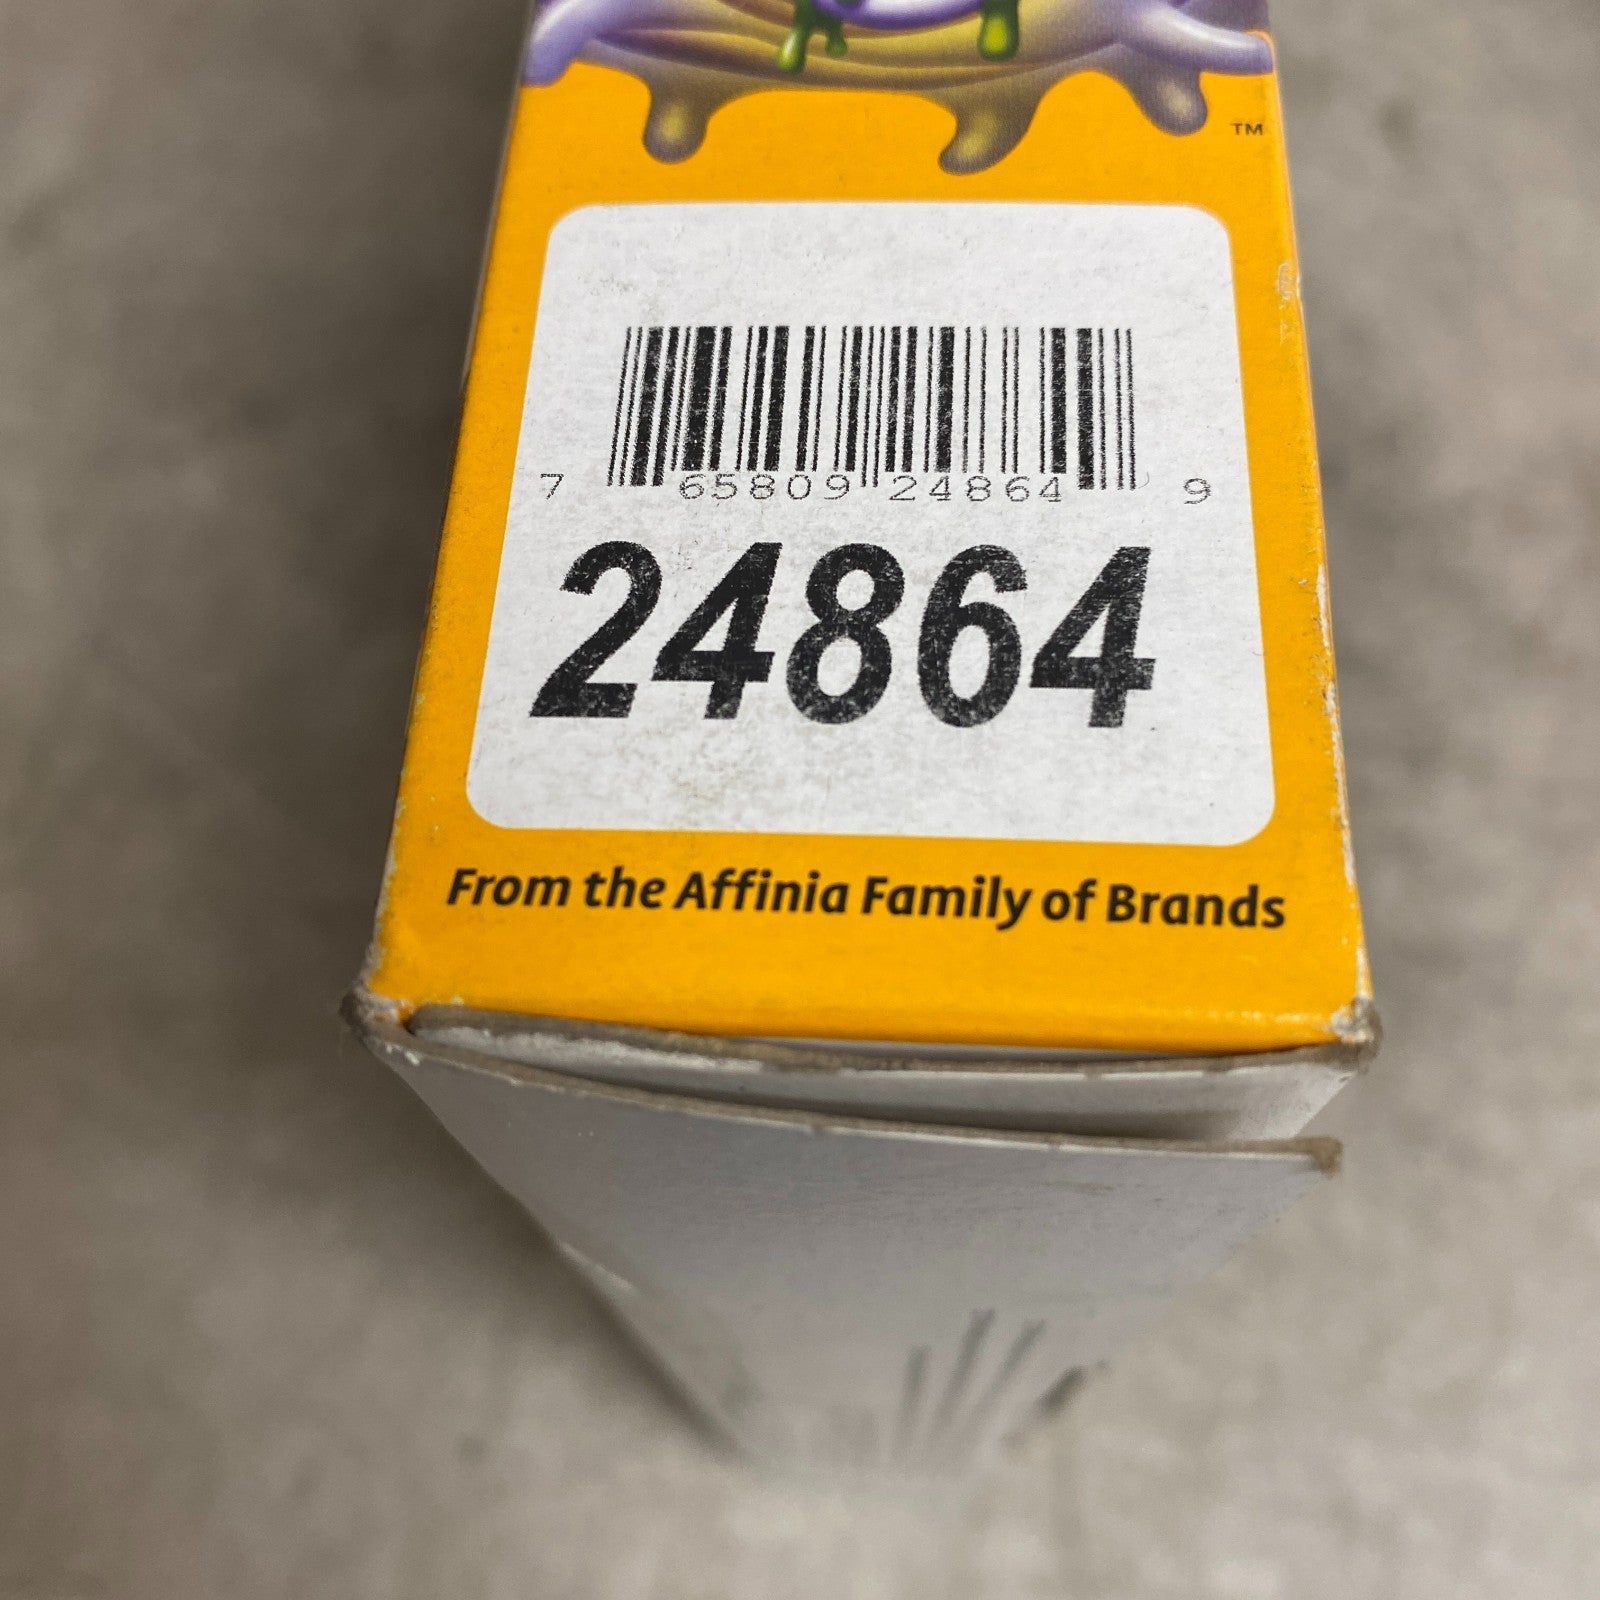 TM
7 65809 24864 9
24864
From the Affinia Family of Brands